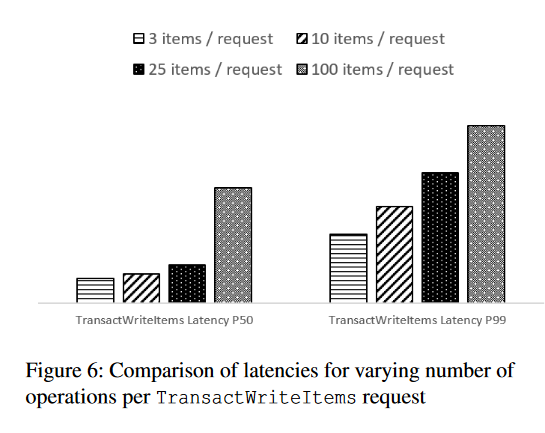 3 items / request 10 items / request
25 items / request 100 items / request
TransactWriteItems Latency P50 TransactWriteItems Latency P99
Figure 6: Comparison of latencies for varying number of
operations per TransactWriteItems request